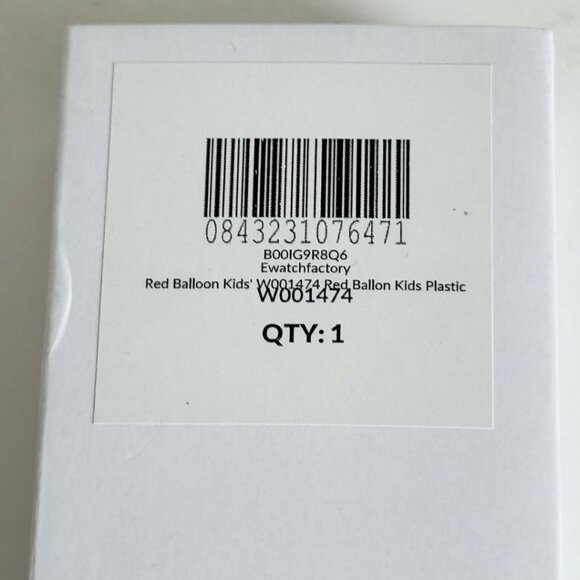 0843231076471
B00IG9R8Q6
Ewatchfactory
Red Balloon Kids' W001474 Red Ballon Kids Plastic
W001474
QTY: 1